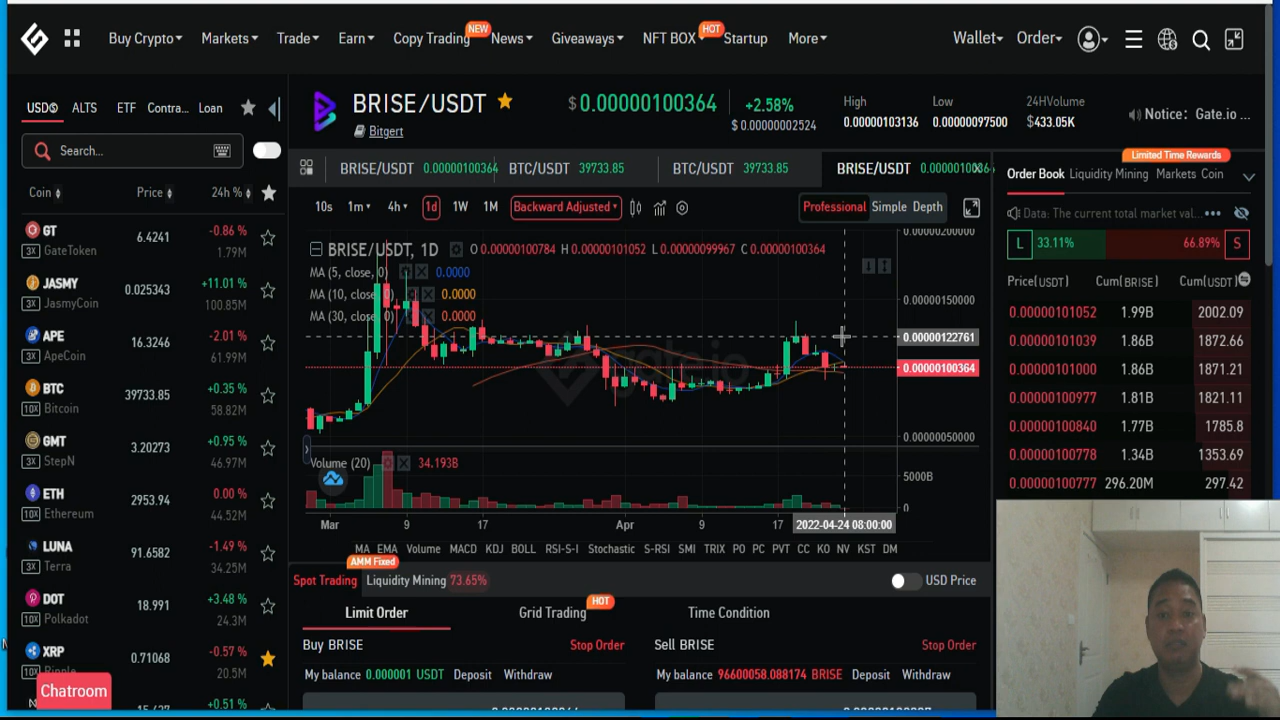 Buy Crypto Markets Trade Earn Copy Trading NEW News Giveaways NFT BOX HOT Startup More Wallet Order
USDⓈ ALTS ETF Contra... Loan
BRISE/USDT
Bitgert
$ 0.00000100364
+2.58%
$ 0.00000002524
High
0.00000103136
Low
0.00000097500
24HVolume
$433.05K
Notice: Gate.io ...
Search...
Coin Price 24h %
BRISE/USDT 0.00000100364 BTC/USDT 39733.85 BTC/USDT 39733.85 BRISE/USDT
Limited Time Rewards
Order Book Liquidity Mining Markets Coin
10s 1m 4h 1d 1W 1M Backward Adjusted Professional Simple Depth
Data: The current total market val...
L 33.11% 66.89% S
Price(USDT) Cum(BRISE) Cum(USDT)
0.00000101052 1.99B 2002.09
0.00000101039 1.86B 1872.66
0.00000101000 1.86B 1871.21
0.00000100977 1.81B 1821.11
0.00000100840 1.77B 1785.8
0.00000100778 1.34B 1353.69
0.00000100777 296.20M 297.42
GT 6.4241 -0.86 %
3X GateToken 1.79M
JASMY 0.025343 +11.01 %
3X JasmyCoin 100.85M
APE 16.3246 -2.01 %
3X ApeCoin 61.99M
BTC 39733.85 +0.35 %
10X Bitcoin 58.82M
GMT 3.20273 +0.95 %
3X StepN 46.97M
ETH 2953.94 0.00 %
10X Ethereum 44.52M
LUNA 91.6582 -1.49 %
3X Terra 34.25M
DOT 18.991 +3.48 %
10X Polkadot 24.3M
XRP 0.71068 -0.57 %
10X Ripple 20.5M
+0.51 %
Chatroom
BRISE/USDT, 1D O 0.00000100784 H 0.00000101052 L 0.00000099967 C 0.00000100364
MA (5, close, 0) 0.0000
MA (10, close, 0) 0.0000
MA (30, close, 0) 0.0000
0.00000200000
0.00000150000
0.00000122761
0.00000100364
0.00000050000
Volume (20) 34.193B
5000B
0
Mar 9 17 Apr 9 17 2022-04-24 08:00:00
MA EMA Volume MACD KDJ BOLL RSI-S-I Stochastic S-RSI SMI TRIX PO PC PVT CC KO NV KST DM
AMM Fixed
Spot Trading Liquidity Mining 73.65% USD Price
Limit Order Grid Trading HOT Time Condition
Buy BRISE Stop Order Sell BRISE Stop Order
My balance 0.000001 USDT Deposit Withdraw My balance 96600058.088174 BRISE Deposit Withdraw